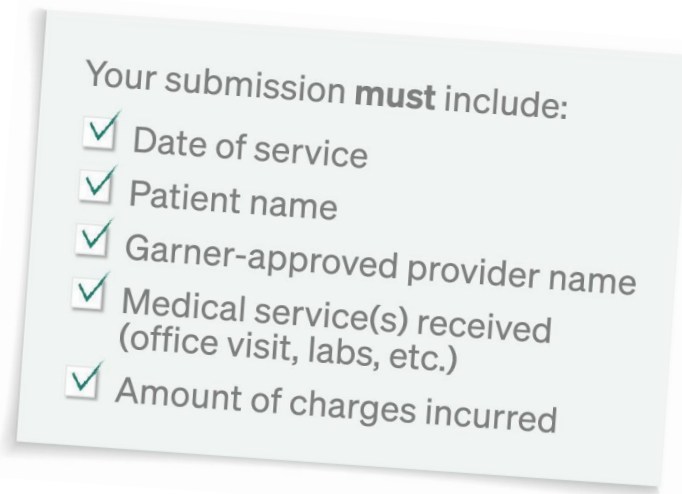 Your submission must include:
Date of service
Patient name
Garner-approved provider name
Medical service(s) received
(office visit, labs, etc.)
Amount of charges incurred